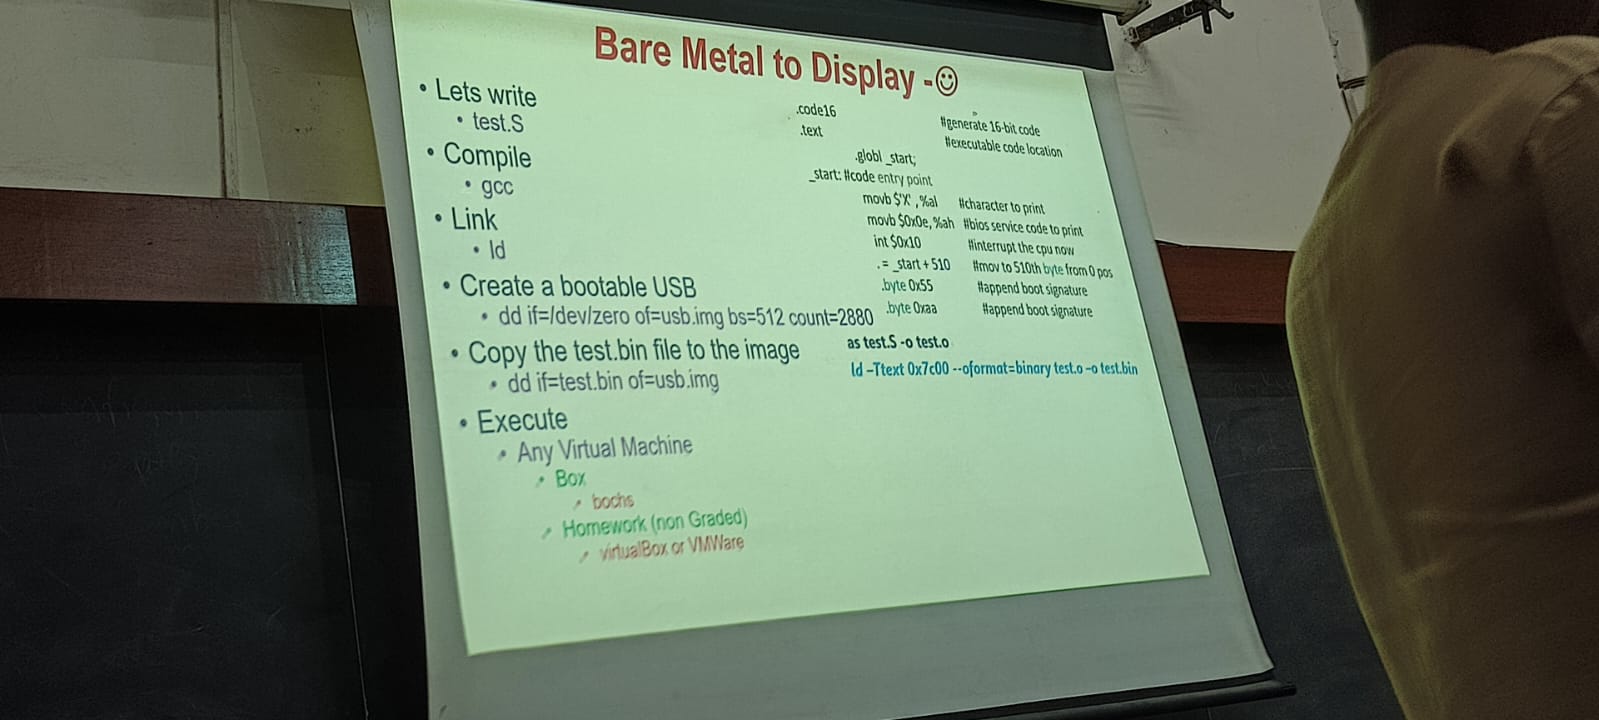 Bare Metal to Display -☺
• Lets write
• test.S
• Compile
• gcc
• Link
• ld
• Create a bootable USB
• dd if=/dev/zero of=usb.img bs=512 count=2880
• Copy the test.bin file to the image
• dd if=test.bin of=usb.img
• Execute
• Any Virtual Machine
• Box
• bochs
• Homework (non Graded)
• virtualBox or VMWare
.code16 #generate 16-bit code
.text #executable code location
.globl _start;
_start: #code entry point
movb $'X' , %al #character to print
movb $0x0e, %ah #bios service code to print
int $0x10 #interrupt the cpu now
. = _start + 510 #mov to 510th byte from 0 pos
.byte 0x55 #append boot signature
.byte 0xaa #append boot signature
as test.S -o test.o
ld –Ttext 0x7c00 --oformat=binary test.o –o test.bin